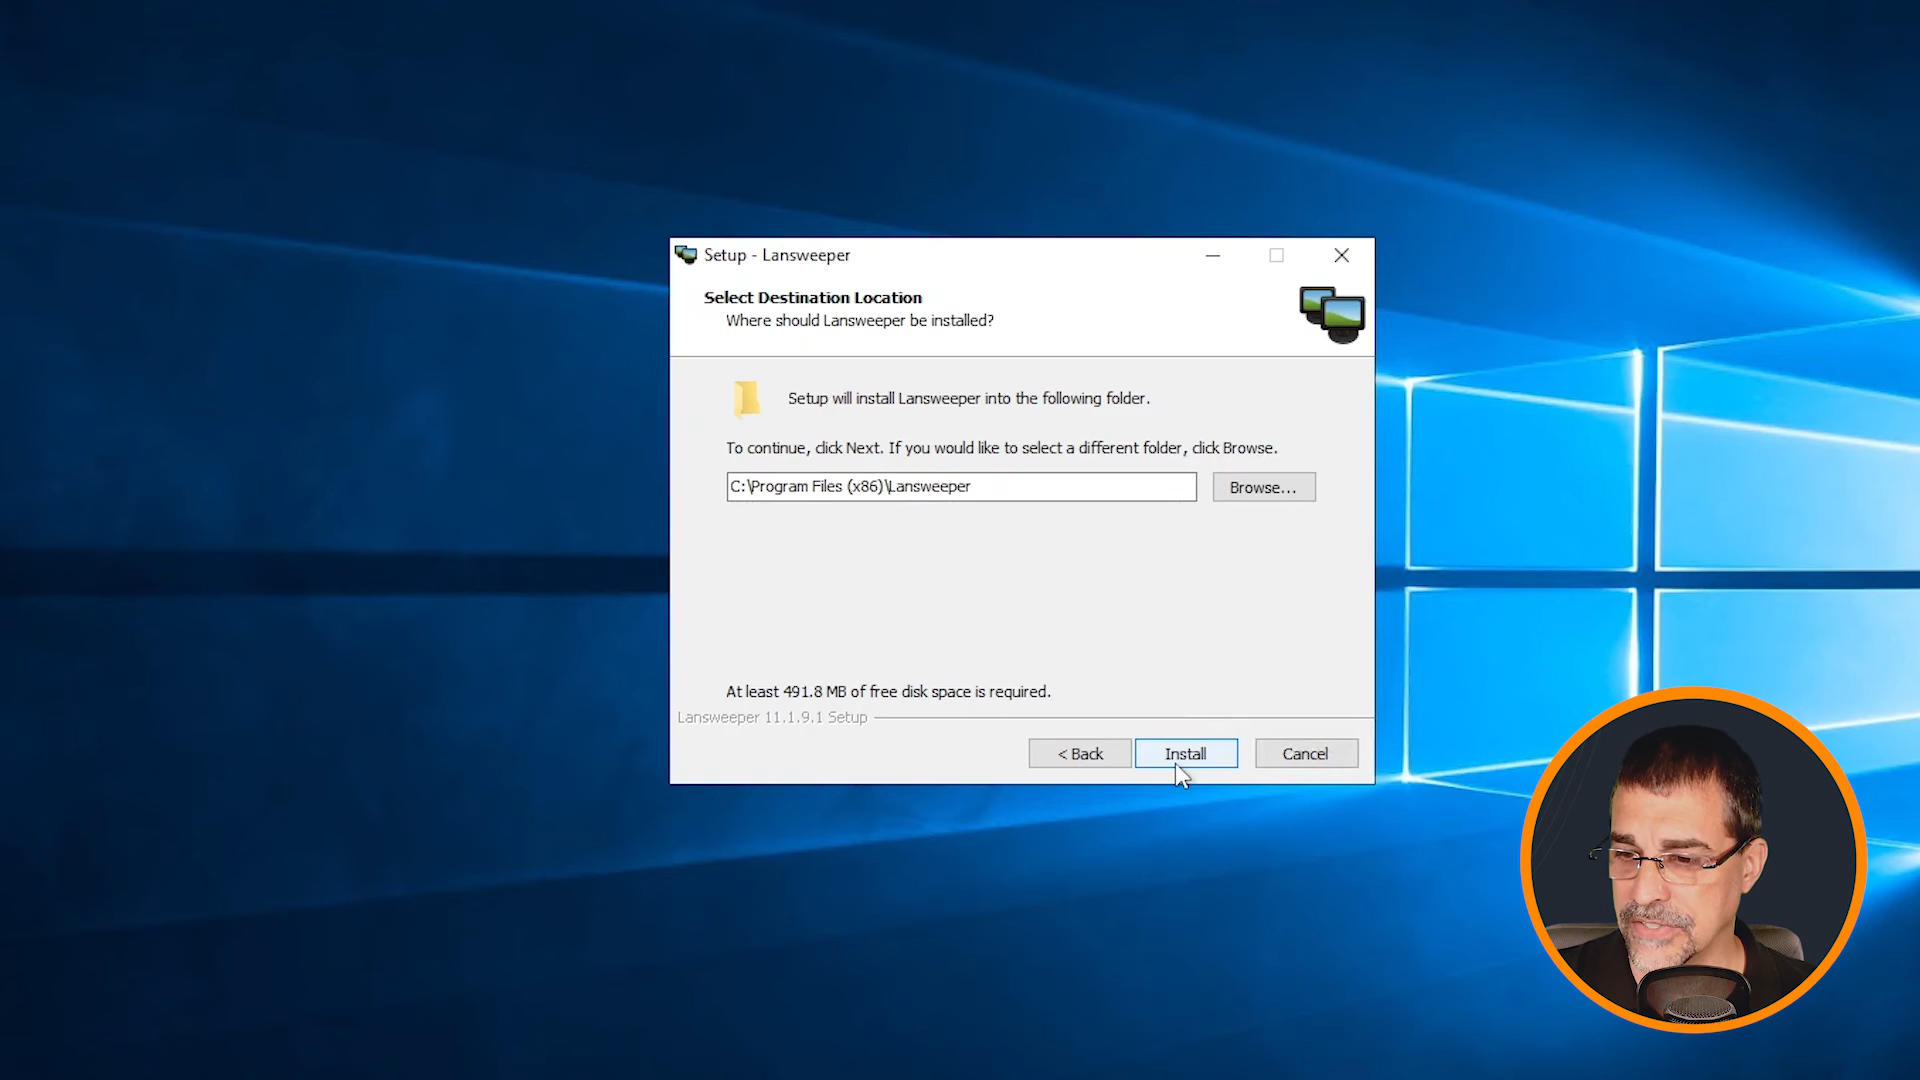 Setup - Lansweeper
Select Destination Location
Where should Lansweeper be installed?
Setup will install Lansweeper into the following folder.
To continue, click Next. If you would like to select a different folder, click Browse.
C:\Program Files (x86)\Lansweeper
Browse...
At least 491.8 MB of free disk space is required.
Lansweeper 11.1.9.1 Setup
< Back
Install
Cancel